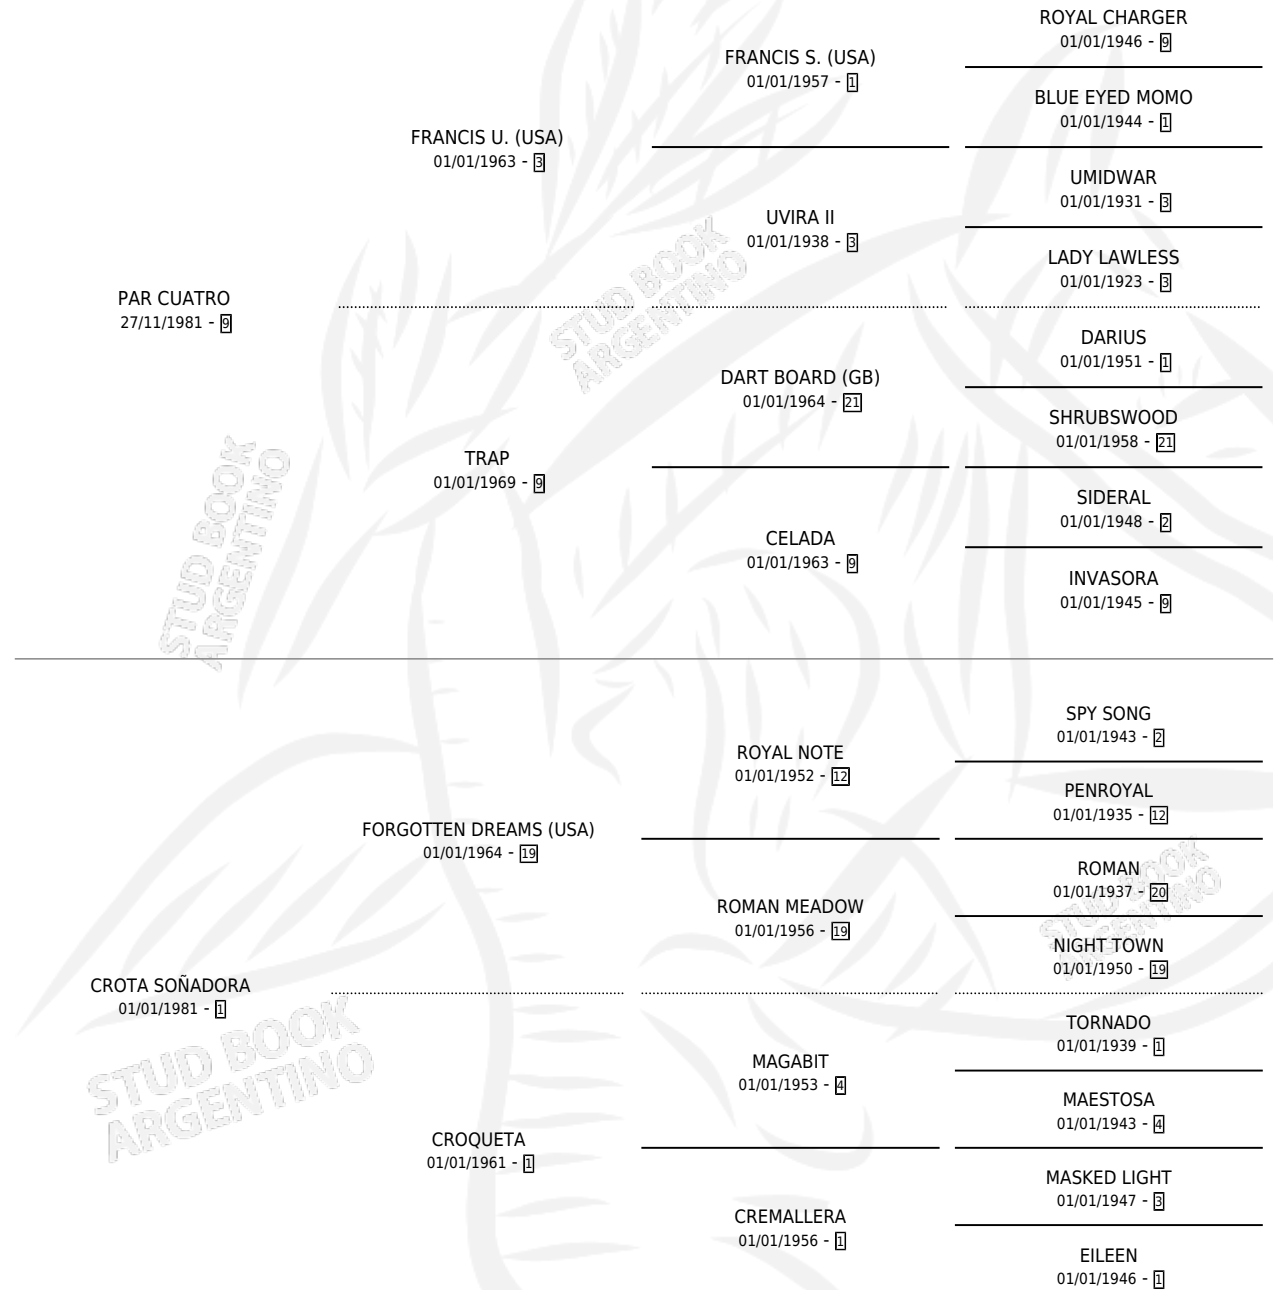 ROYAL CHARGER
01/01/1946 - 9
FRANCIS S. (USA)
01/01/1957 - 1
BLUE EYED MOMO
01/01/1944 - 1
FRANCIS U. (USA)
01/01/1963 - 3
UMIDWAR
01/01/1931 - 3
UVIRA II
01/01/1938 - 3
LADY LAWLESS
01/01/1923 - 3
PAR CUATRO
27/11/1981 - 9
DARIUS
01/01/1951 - 1
DART BOARD (GB)
01/01/1964 - 21
SHRUBSWOOD
01/01/1958 - 21
TRAP
01/01/1969 - 9
SIDERAL
01/01/1948 - 2
CELADA
01/01/1963 - 9
INVASORA
01/01/1945 - 9
SPY SONG
01/01/1943 - 2
ROYAL NOTE
01/01/1952 - 12
PENROYAL
01/01/1935 - 12
FORGOTTEN DREAMS (USA)
01/01/1964 - 19
ROMAN
01/01/1937 - 20
ROMAN MEADOW
01/01/1956 - 19
NIGHT TOWN
01/01/1950 - 19
CROTA SOÑADORA
01/01/1981 - 1
TORNADO
01/01/1939 - 1
MAGABIT
01/01/1953 - 4
MAESTOSA
01/01/1943 - 4
CROQUETA
01/01/1961 - 1
MASKED LIGHT
01/01/1947 - 3
CREMALLERA
01/01/1956 - 1
EILEEN
01/01/1946 - 1
STUD BOOK
ARGENTINO
STUD BOOK
ARGENTINO
STUD BOOK
ARGENTINO
STUD BOOK
ARGENTINO